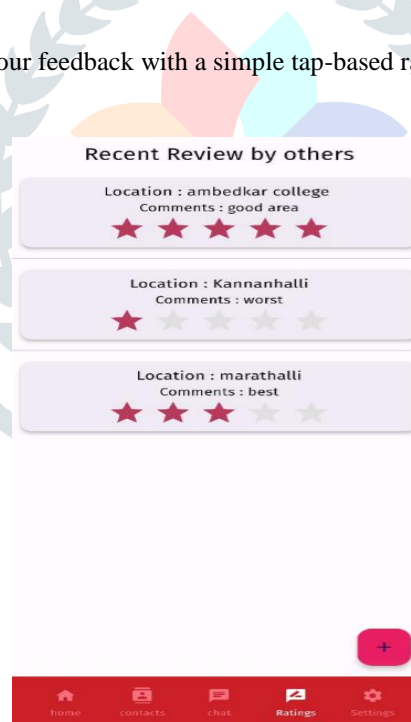 our feedback with a simple tap-based ra
Recent Review by others
Location : ambedkar college
Comments : good area
Location : Kannanhalli
Comments : worst
Location : marathalli
Comments : best
+
home contacts chat Ratings Settings